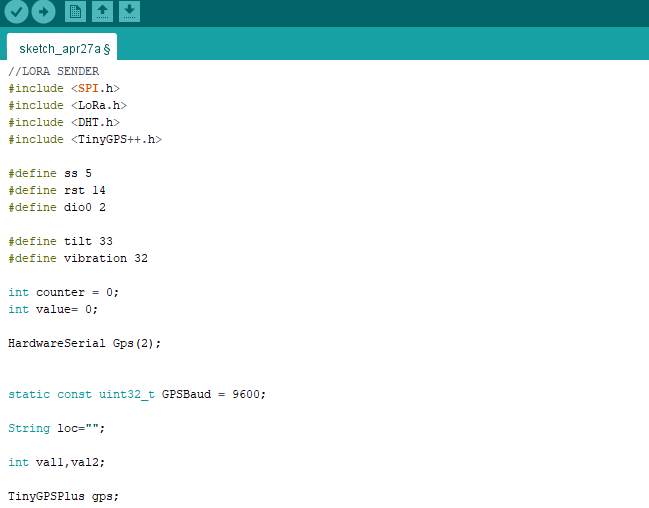 sketch_apr27a §
//LORA SENDER
#include <SPI.h>
#include <LoRa.h>
#include <DHT.h>
#include <TinyGPS++.h>
#define ss 5
#define rst 14
#define dio0 2
#define tilt 33
#define vibration 32
int counter = 0;
int value= 0;
HardwareSerial Gps(2);
static const uint32_t GPSBaud = 9600;
String loc="";
int val1,val2;
TinyGPSPlus gps;